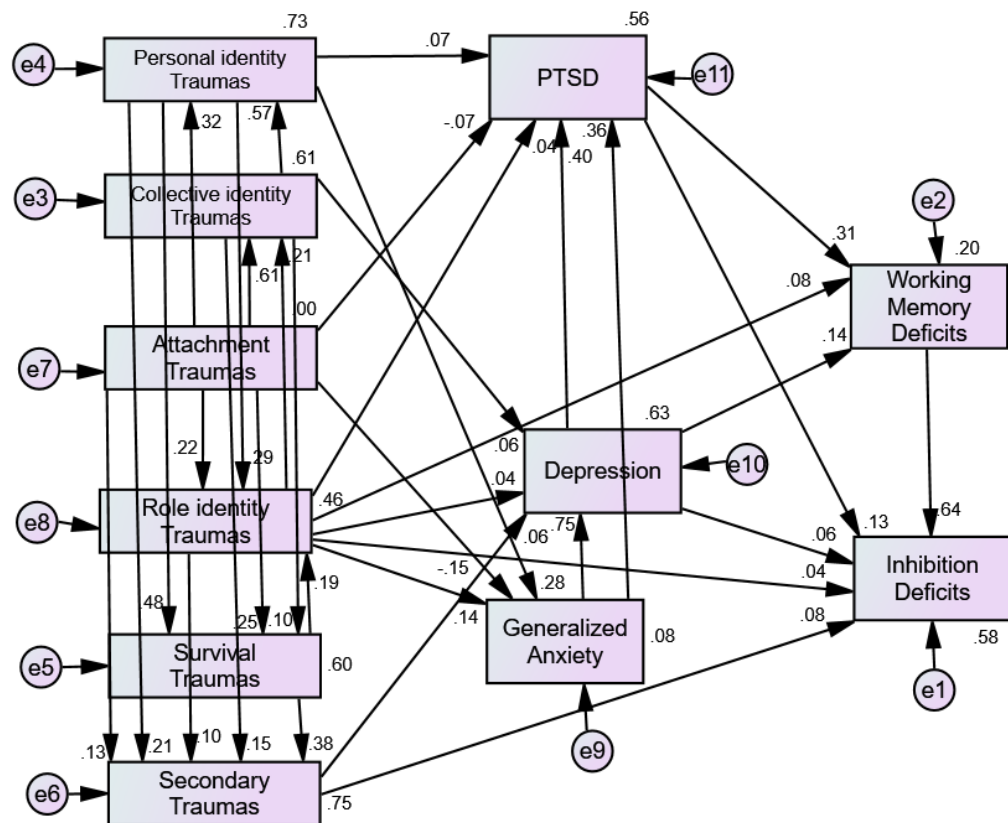 .73
.56
e4
Personal identity
Traumas
.07
PTSD
e11
.32
.57
-.07
.04
.40
.36
.61
e3
Collective identity
Traumas
e2
.21
.61
.31
.20
.00
.08
Working
Memory
Deficits
e7
Attachment
Traumas
.14
.63
.22
.29
.06
e8
Role identity
Traumas
.46
.04
Depression
e10
.06
.75
.13
.64
.06
.19
-.15
.28
.04
Inhibition
Deficits
.48
.25
.10
.14
Generalized
Anxiety
.08
.08
.58
e5
Survival
Traumas
.60
e1
.13
.21
.10
.15
.38
e9
e6
Secondary
Traumas
.75